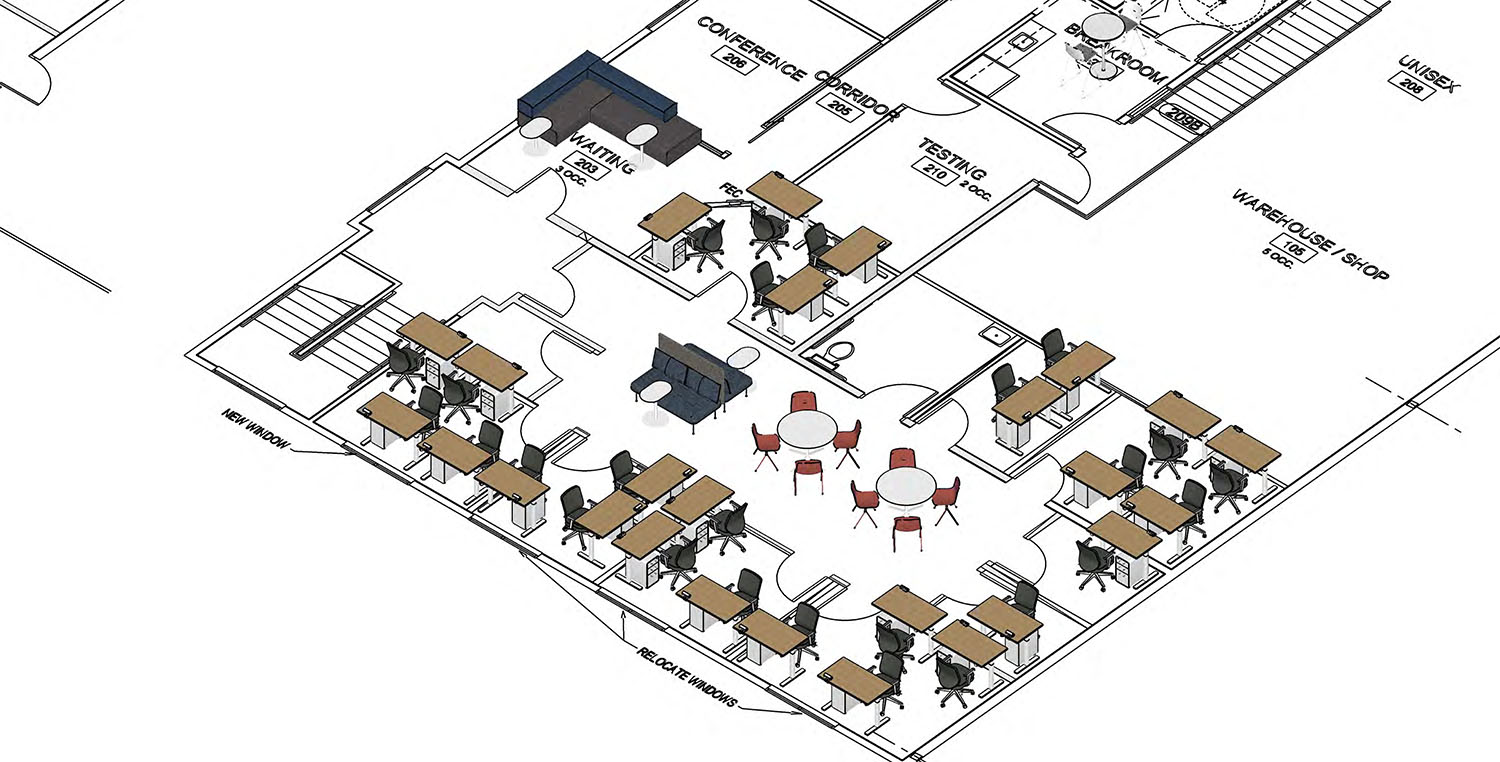 CONFERENCE
206
CORRIDOR
205
BREAKROOM
209B
UNISEX
208
WAITING
203
3 OCC.
FEC
TESTING
210
2 OCC.
WAREHOUSE / SHOP
105
5 OCC.
NEW WINDOW
RELOCATE WINDOWS